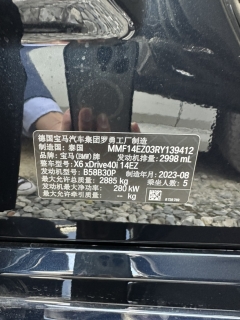 德国宝马汽车集团罗勇工厂制造
制造国: 泰国 MMF14EZ03RY139412
品牌: 宝马(BMW)牌 发动机排量: 2998 mL
整车型号: X6 xDrive40i 14EZ
发动机型号: B58B30P 制造年月: 2023-08
最大允许总质量: 2885 kg 乘坐人数: 5
发动机最大净功率: 280 kW
最大允许牵引质量: -- kg